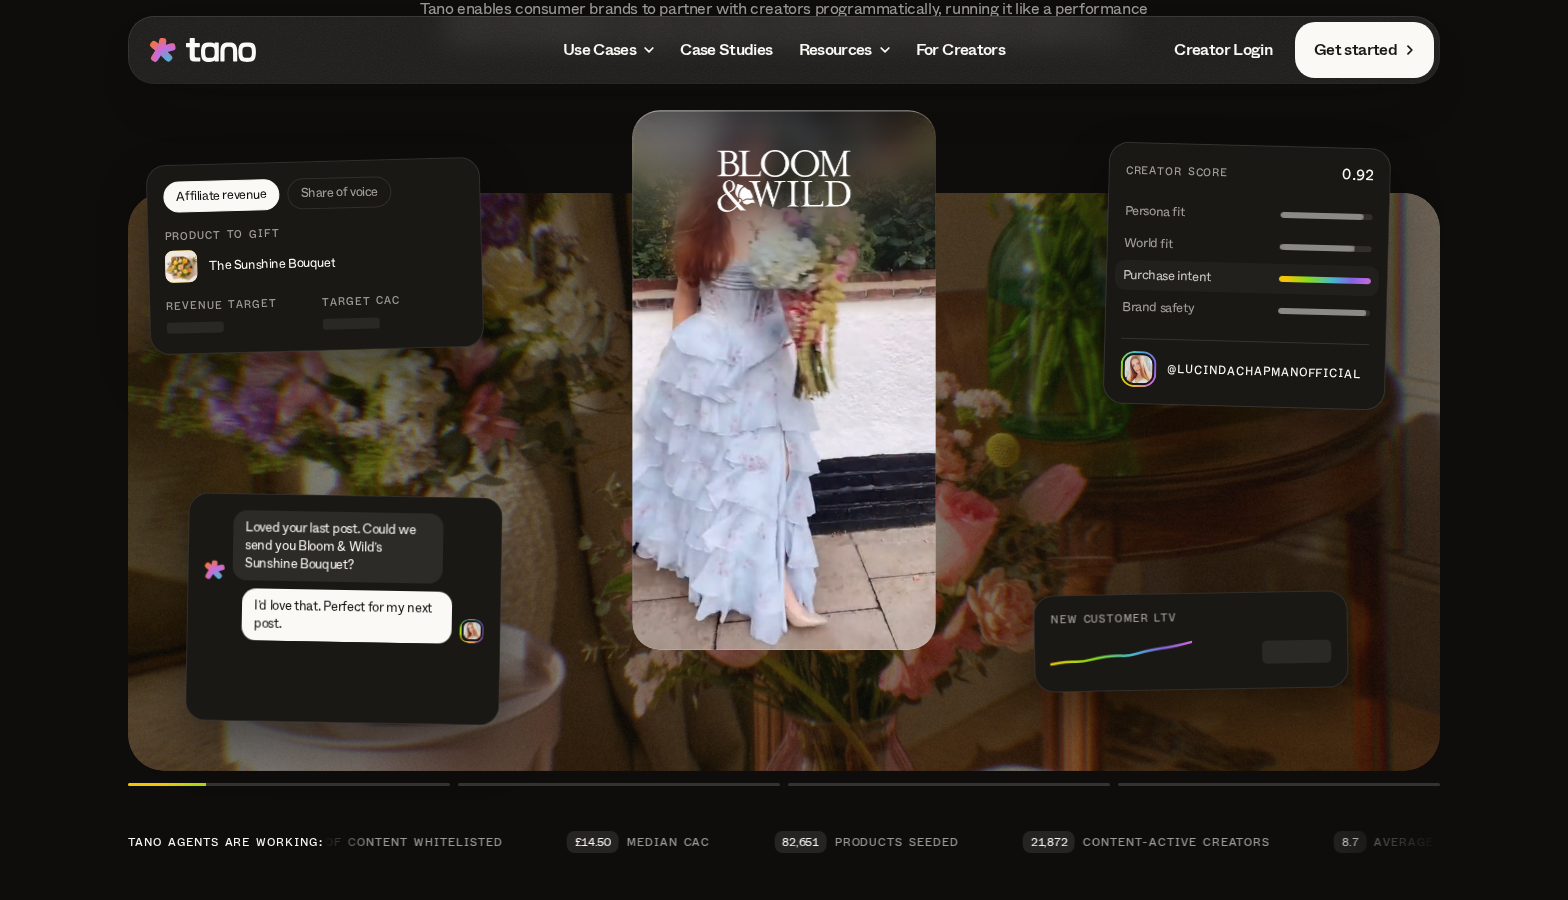 Tano enables consumer brands to partner with creators programmatically, running it like a performance
tano
Use Cases
Case Studies
Resources
For Creators
Creator Login
Get started
BLOOM
&WILD
Affiliate revenue
Share of voice
PRODUCT TO GIFT
The Sunshine Bouquet
REVENUE TARGET
TARGET CAC
CREATOR SCORE
0.92
Persona fit
World fit
Purchase intent
Brand safety
@LUCINDACHAPMANOFFICIAL
Loved your last post. Could we
send you Bloom & Wild's
Sunshine Bouquet?
I'd love that. Perfect for my next
post.
NEW CUSTOMER LTV
TANO AGENTS ARE WORKING:
OF CONTENT WHITELISTED
£14.50 MEDIAN CAC
82,651 PRODUCTS SEEDED
21,872 CONTENT-ACTIVE CREATORS
8.7 AVERAGE